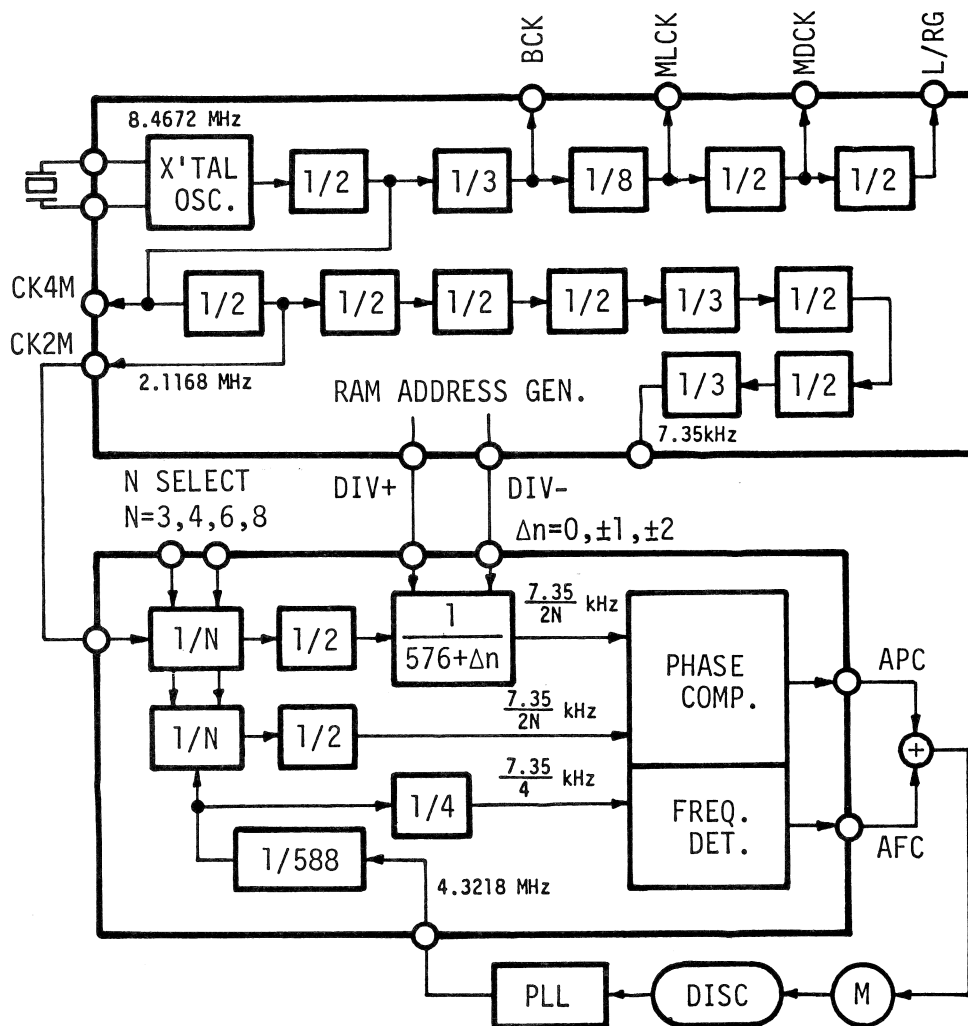 BCK
MLCK
MDCK
L/RG
8.4672 MHz
X'TAL
OSC.
1/2
1/3
1/8
1/2
1/2
CK4M
1/2
1/2
1/2
1/2
1/3
1/2
CK2M
2.1168 MHz
1/3
1/2
RAM ADDRESS GEN.
7.35kHz
N SELECT
N=3,4,6,8
DIV+
DIV-
Δn=0,±1,±2
1/N
1/2
1
576+Δn
7.35
2N
kHz
PHASE
COMP.
APC
1/N
1/2
7.35
2N
kHz
+
1/4
7.35
4
kHz
FREQ.
DET.
AFC
1/588
4.3218 MHz
PLL
DISC
M